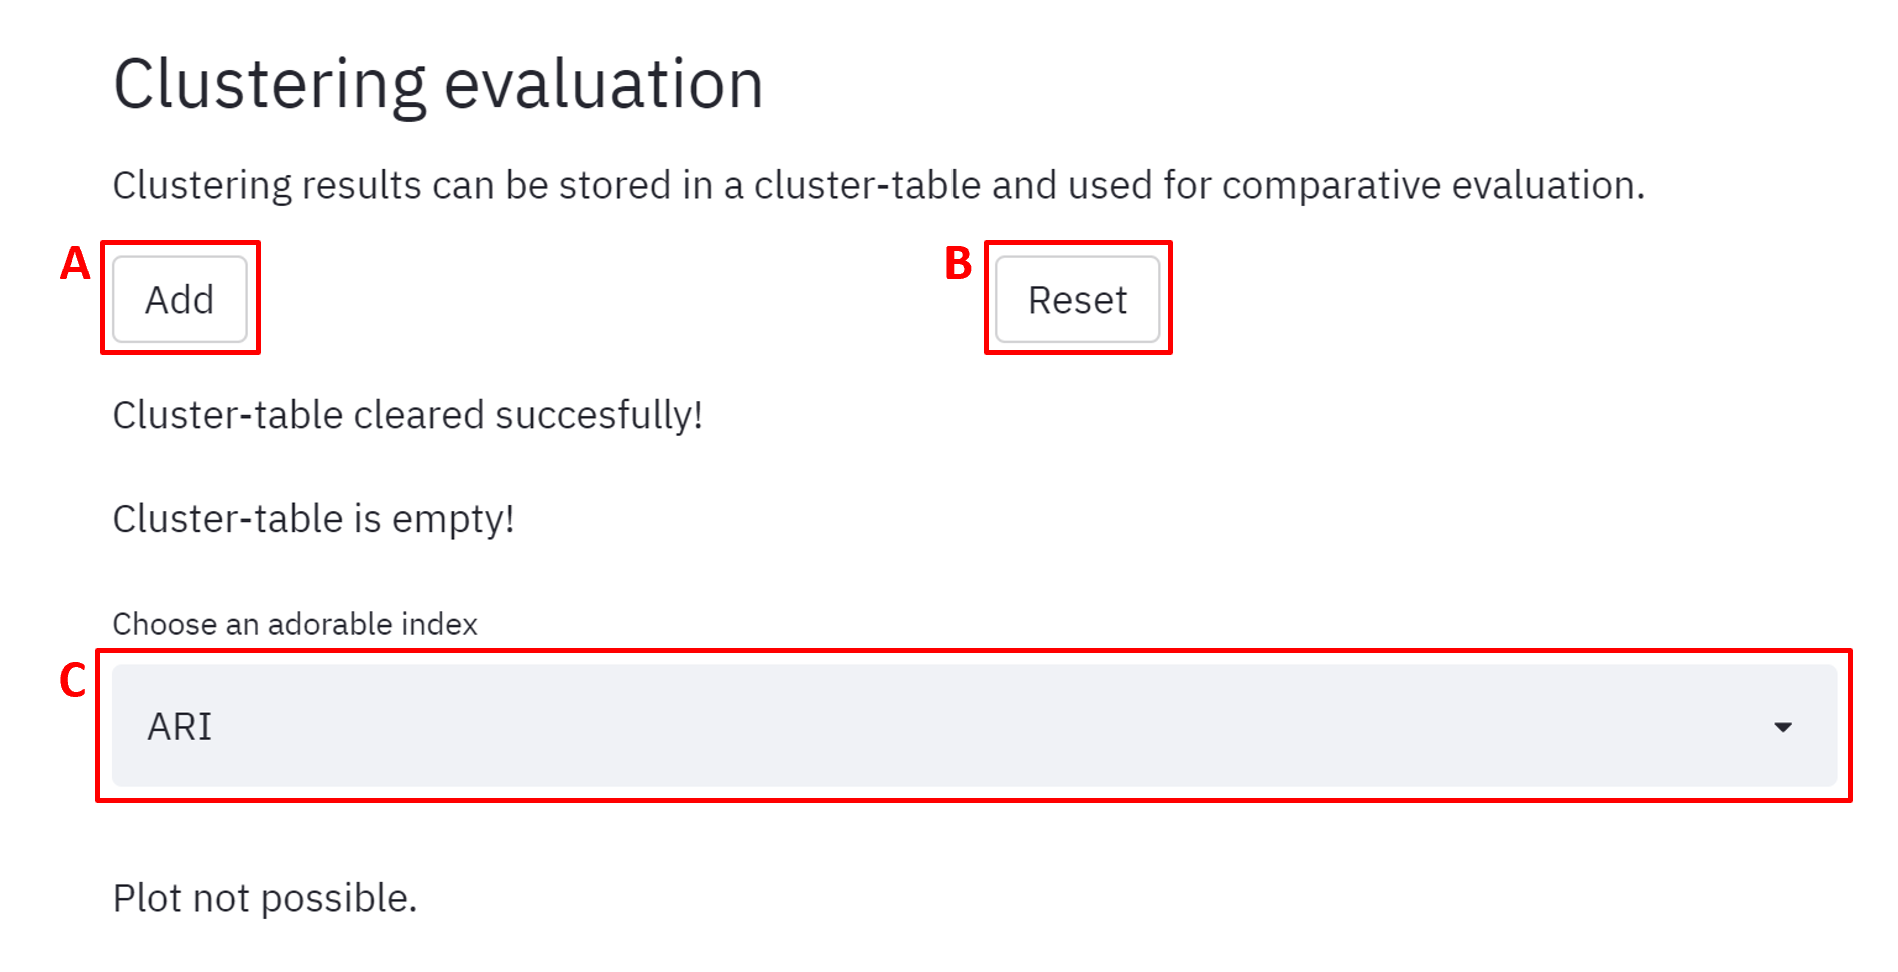 Clustering evaluation
Clustering results can be stored in a cluster-table and used for comparative evaluation.
A Add B Reset
Cluster-table cleared succesfully!
Cluster-table is empty!
Choose an adorable index
C ARI
Plot not possible.